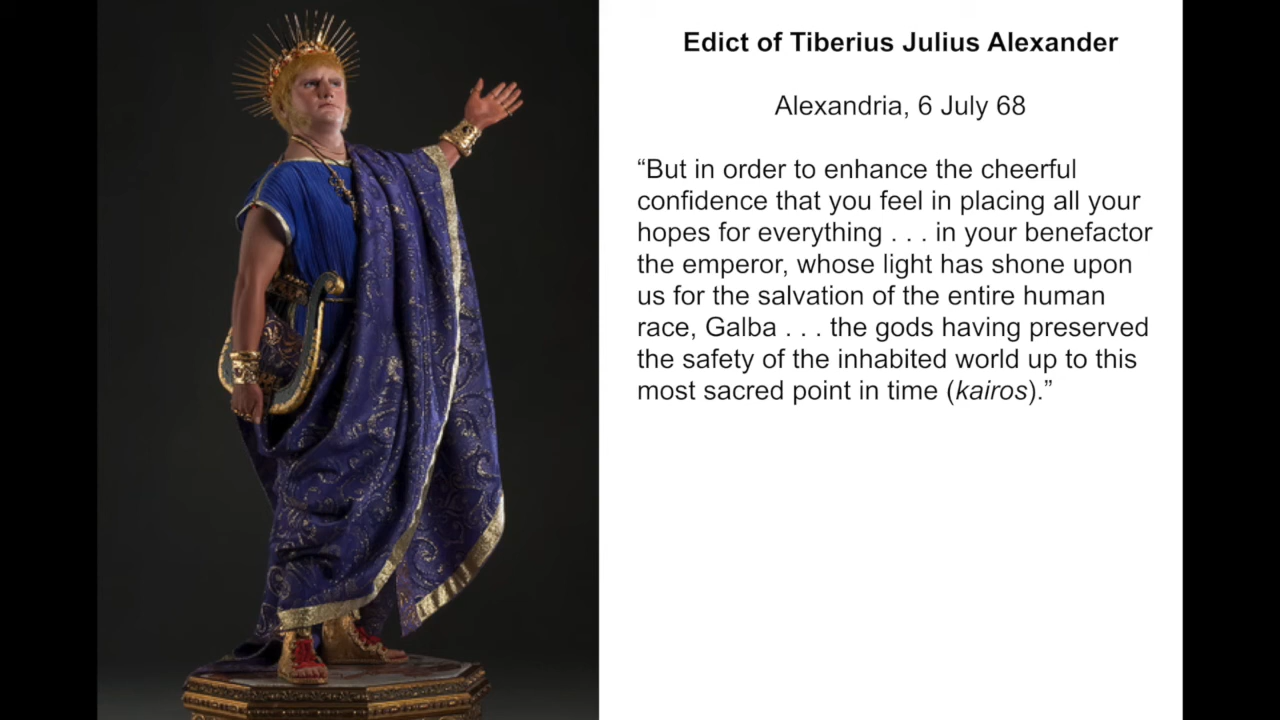 Edict of Tiberius Julius Alexander
Alexandria, 6 July 68
“But in order to enhance the cheerful
confidence that you feel in placing all your
hopes for everything . . . in your benefactor
the emperor, whose light has shone upon
us for the salvation of the entire human
race, Galba . . . the gods having preserved
the safety of the inhabited world up to this
most sacred point in time (kairos).”